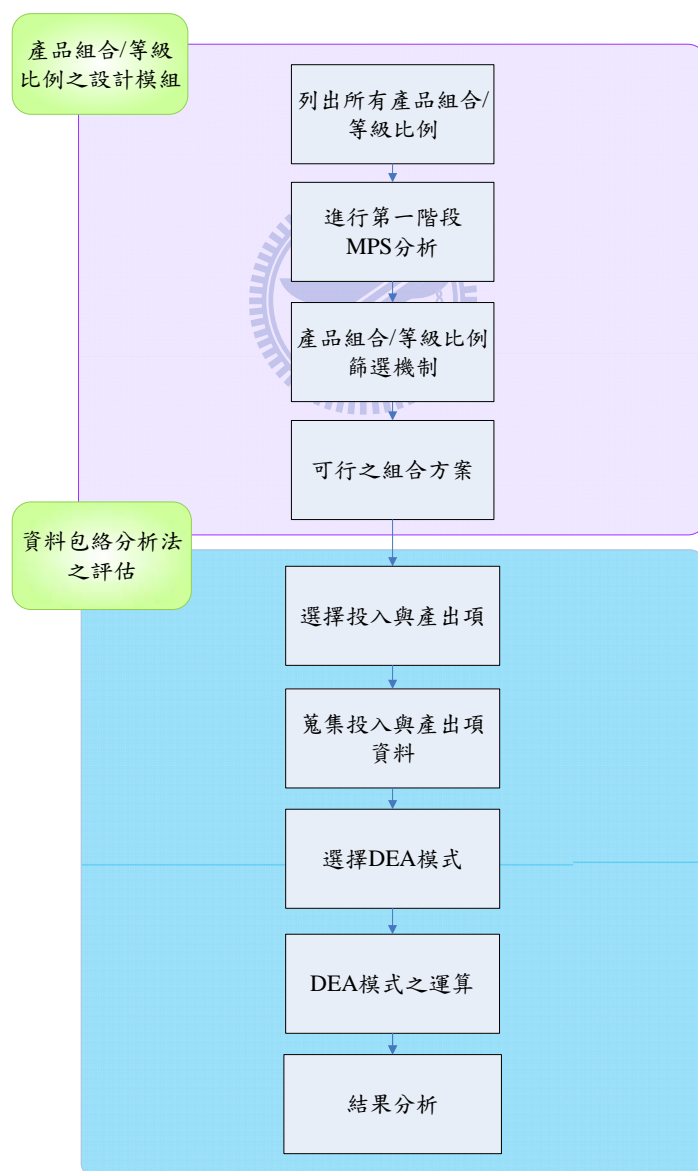 產品組合/等級
比例之設計模組
列出所有產品組合/
等級比例
進行第一階段
MPS分析
產品組合/等級比例
篩選機制
可行之組合方案
資料包絡分析法
之評估
選擇投入與產出項
蒐集投入與產出項
資料
選擇DEA模式
DEA模式之運算
結果分析